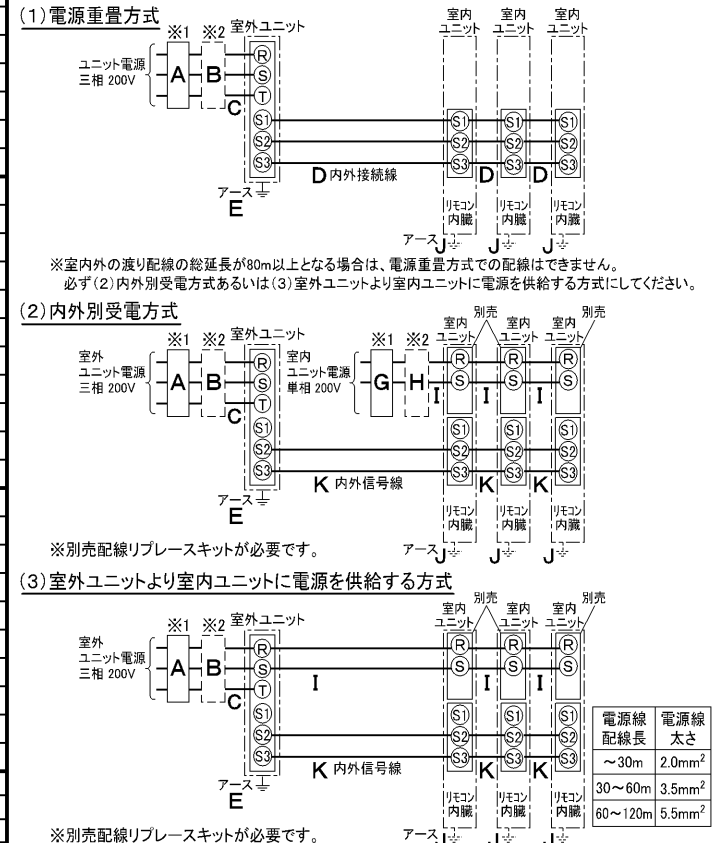 (1)電源重畳方式
※1 ※2 室外ユニット
室内ユニット 室内ユニット 室内ユニット
ユニット電源
三相 200V
A B C
R
S
T
S1
S2
S3
S1 S1 S1
S2 S2 S2
S3 S3 S3
D 内外接続線 D D
アース
E
リモコン内臓 リモコン内臓 リモコン内臓
アース J J J
※室内外の渡り配線の総延長が80m以上となる場合は、電源重畳方式での配線はできません。
必ず(2)内外別受電方式あるいは(3)室外ユニットより室内ユニットに電源を供給する方式にしてください。
(2)内外別受電方式
別売 別売
※1 ※2 室外ユニット ※1 ※2 室内ユニット 室内ユニット 室内ユニット
室外
ユニット電源
三相 200V
A B C
R
S
T
S1
S2
S3
室内
ユニット電源
単相 200V
G H I I I
R R R
S S S
S1 S1 S1
S2 S2 S2
S3 S3 S3
K 内外信号線 K K
アース
E
リモコン内臓 リモコン内臓 リモコン内臓
※別売配線リプレースキットが必要です。
アース J J J
(3)室外ユニットより室内ユニットに電源を供給する方式
別売 別売
※1 ※2 室外ユニット 室内ユニット 室内ユニット 室内ユニット
室外
ユニット電源
三相 200V
A B C
R
S
T
S1
S2
S3
I I I
R R R
S S S
S1 S1 S1
S2 S2 S2
S3 S3 S3
K 内外信号線 K K
アース
E
リモコン内臓 リモコン内臓 リモコン内臓
※別売配線リプレースキットが必要です。
アース J J J
電源線配線長 電源線太さ
～30m 2.0mm²
30～60m 3.5mm²
60～120m 5.5mm²